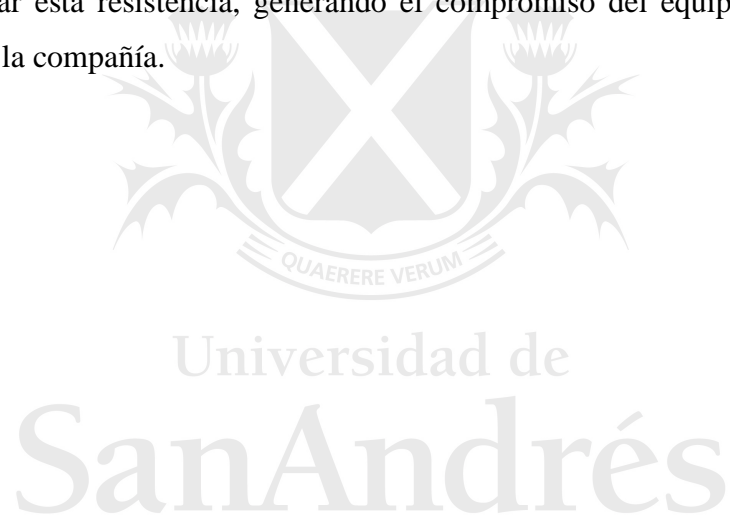 ar esta resistencia, generando el compromiso del equip
la compañía.
QUAERERE VERUM
Universidad de
SanAndrés